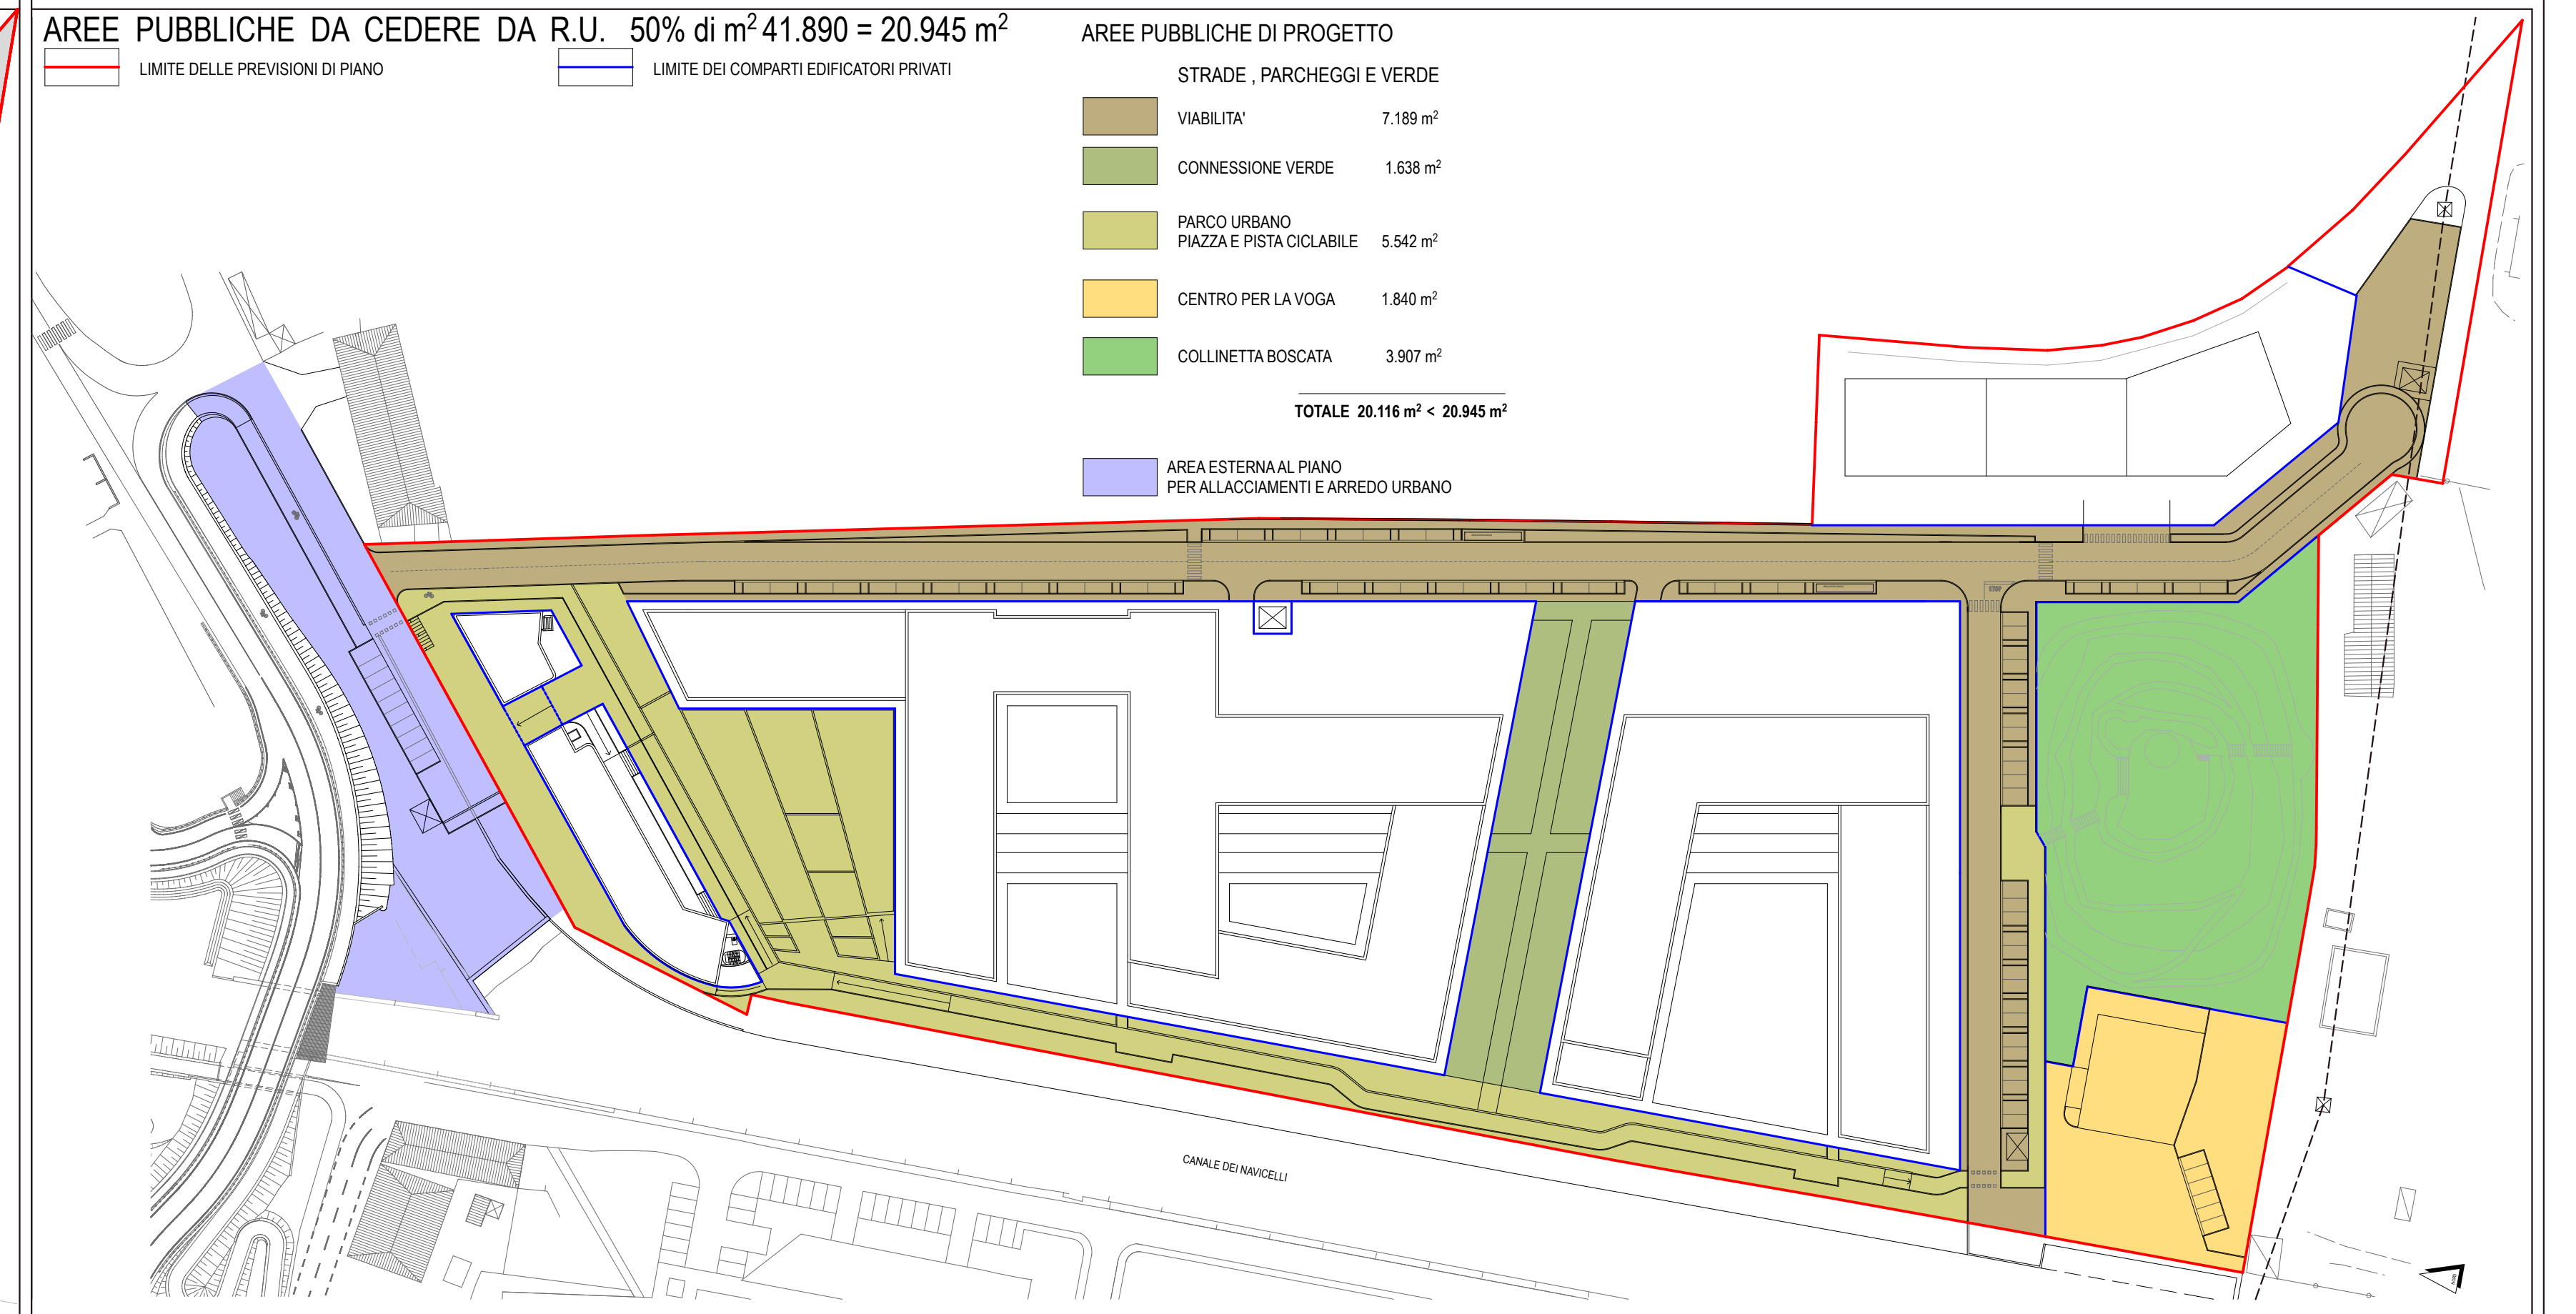 AREE PUBBLICHE DA CEDERE DA R.U. 50% di m² 41.890 = 20.945 m²
LIMITE DELLE PREVISIONI DI PIANO
LIMITE DEI COMPARTI EDIFICATORI PRIVATI
AREE PUBBLICHE DI PROGETTO
STRADE , PARCHEGGI E VERDE
VIABILITA' 7.189 m²
CONNESSIONE VERDE 1.638 m²
PARCO URBANO
PIAZZA E PISTA CICLABILE 5.542 m²
CENTRO PER LA VOGA 1.840 m²
COLLINETTA BOSCATA 3.907 m²
TOTALE 20.116 m² < 20.945 m²
AREA ESTERNA AL PIANO
PER ALLACCIAMENTI E ARREDO URBANO
STOP
CANALE DEI NAVICELLI